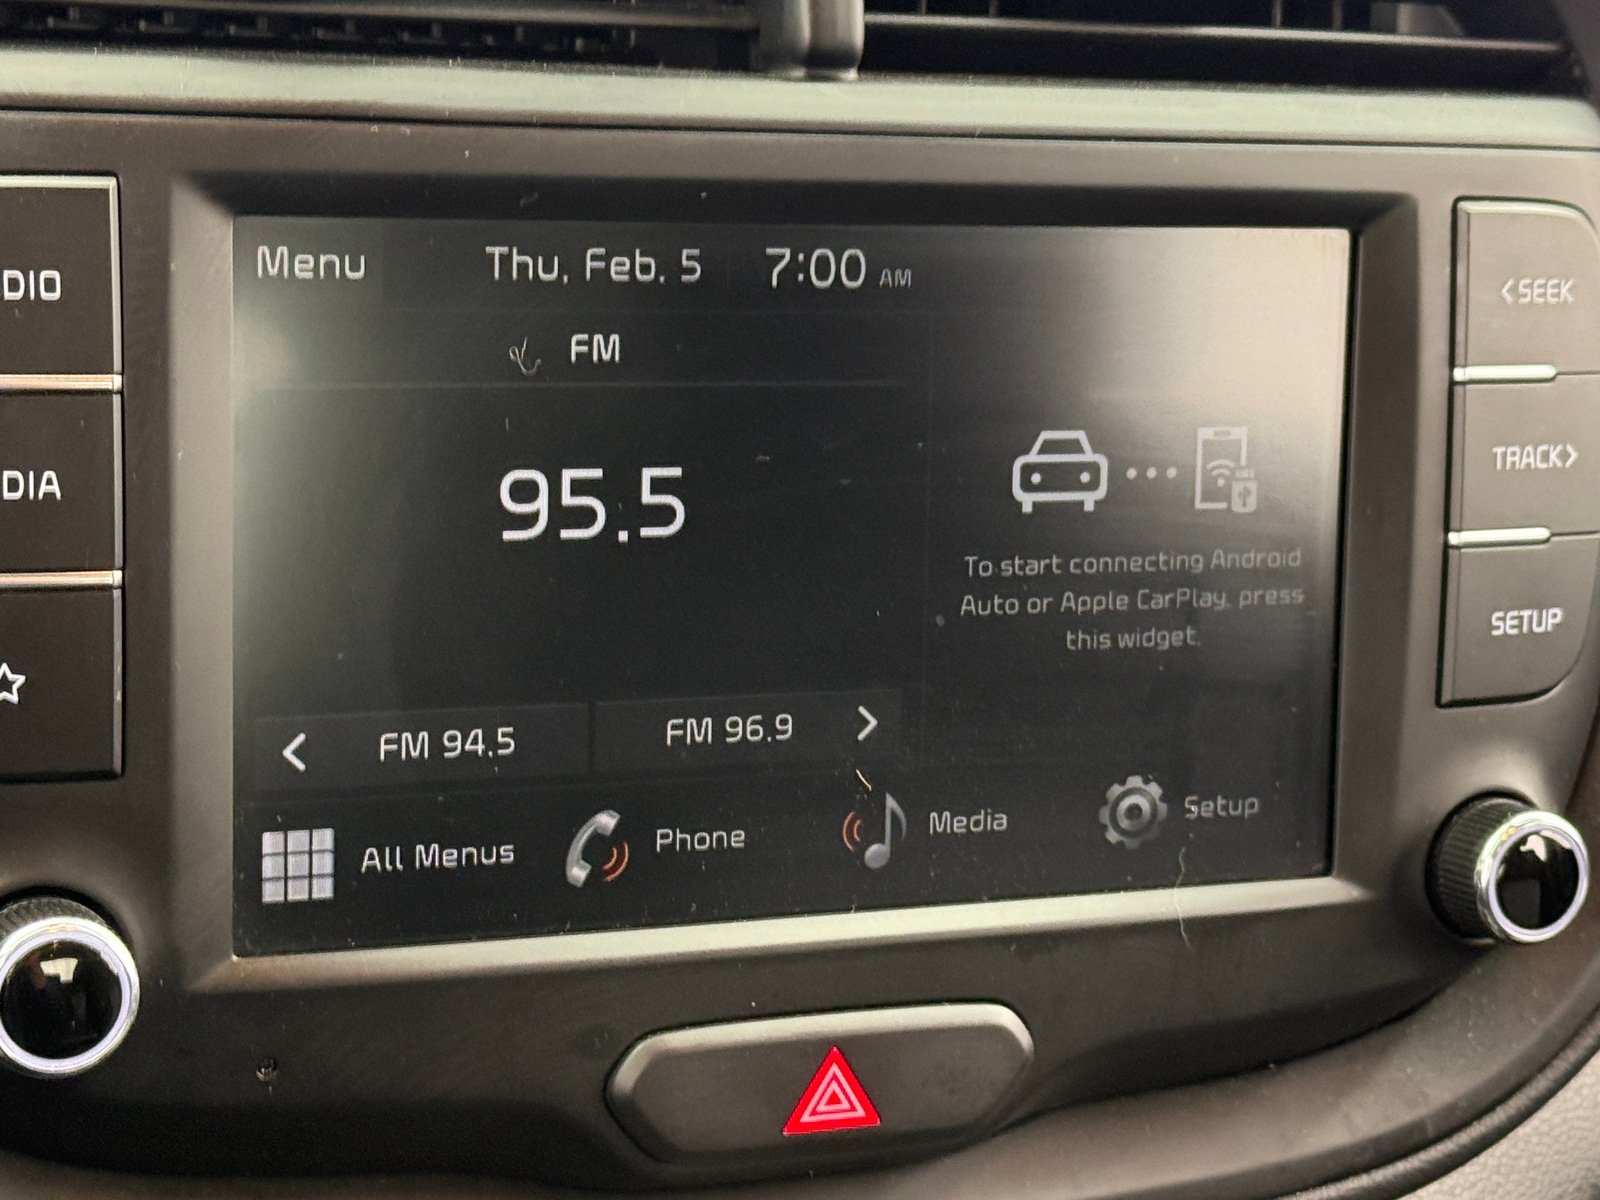 Menu Thu, Feb. 5 7:00 AM
FM
95.5
To start connecting Android
Auto or Apple CarPlay, press
this widget.
< FM 94.5 FM 96.9 >
All Menus Phone Media Setup
DIO
DIA
< SEEK
TRACK >
SETUP